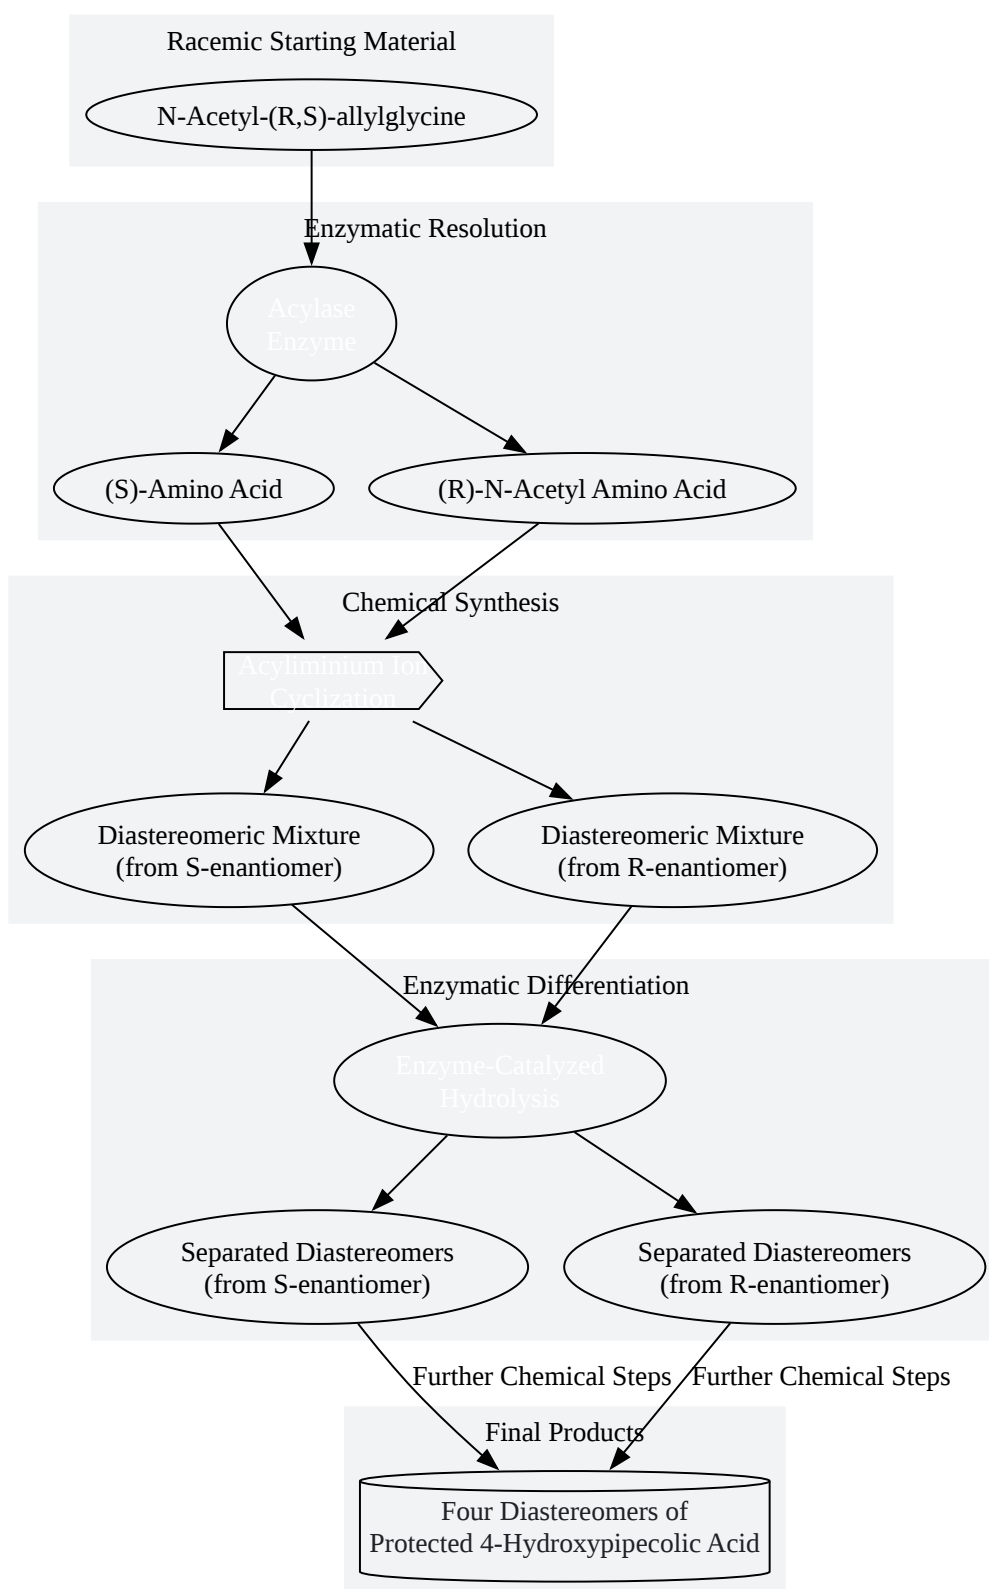 Racemic Starting Material
N-Acetyl-(R,S)-allylglycine
Enzymatic Resolution
Acylase
Enzyme
(S)-Amino Acid
(R)-N-Acetyl Amino Acid
Chemical Synthesis
Acyliminium Ion
Cyclization
Diastereomeric Mixture
(from S-enantiomer)
Diastereomeric Mixture
(from R-enantiomer)
Enzymatic Differentiation
Enzyme-Catalyzed
Hydrolysis
Separated Diastereomers
(from S-enantiomer)
Separated Diastereomers
(from R-enantiomer)
Further Chemical Steps
Further Chemical Steps
Final Products
Four Diastereomers of
Protected 4-Hydroxypipecolic Acid